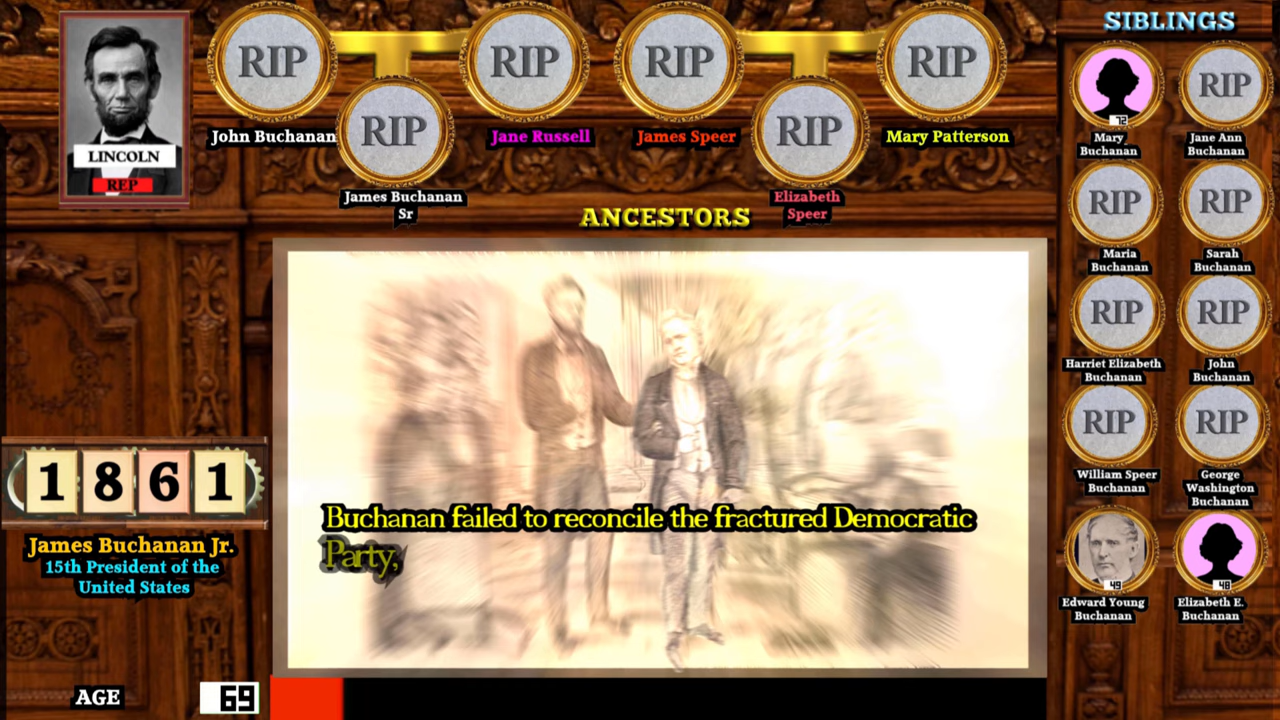 LINCOLN
REP
RIP
RIP
RIP
RIP
John Buchanan
Jane Russell
James Speer
Mary Patterson
RIP
RIP
James Buchanan
Sr
Elizabeth
Speer
ANCESTORS
SIBLINGS
72
RIP
Mary
Buchanan
Jane Ann
Buchanan
RIP
RIP
Maria
Buchanan
Sarah
Buchanan
RIP
RIP
Harriet Elizabeth
Buchanan
John
Buchanan
RIP
RIP
William Speer
Buchanan
George
Washington
Buchanan
49
48
Edward Young
Buchanan
Elizabeth E.
Buchanan
1861
James Buchanan Jr.
15th President of the
United States
Buchanan failed to reconcile the fractured Democratic
Party,
AGE
69